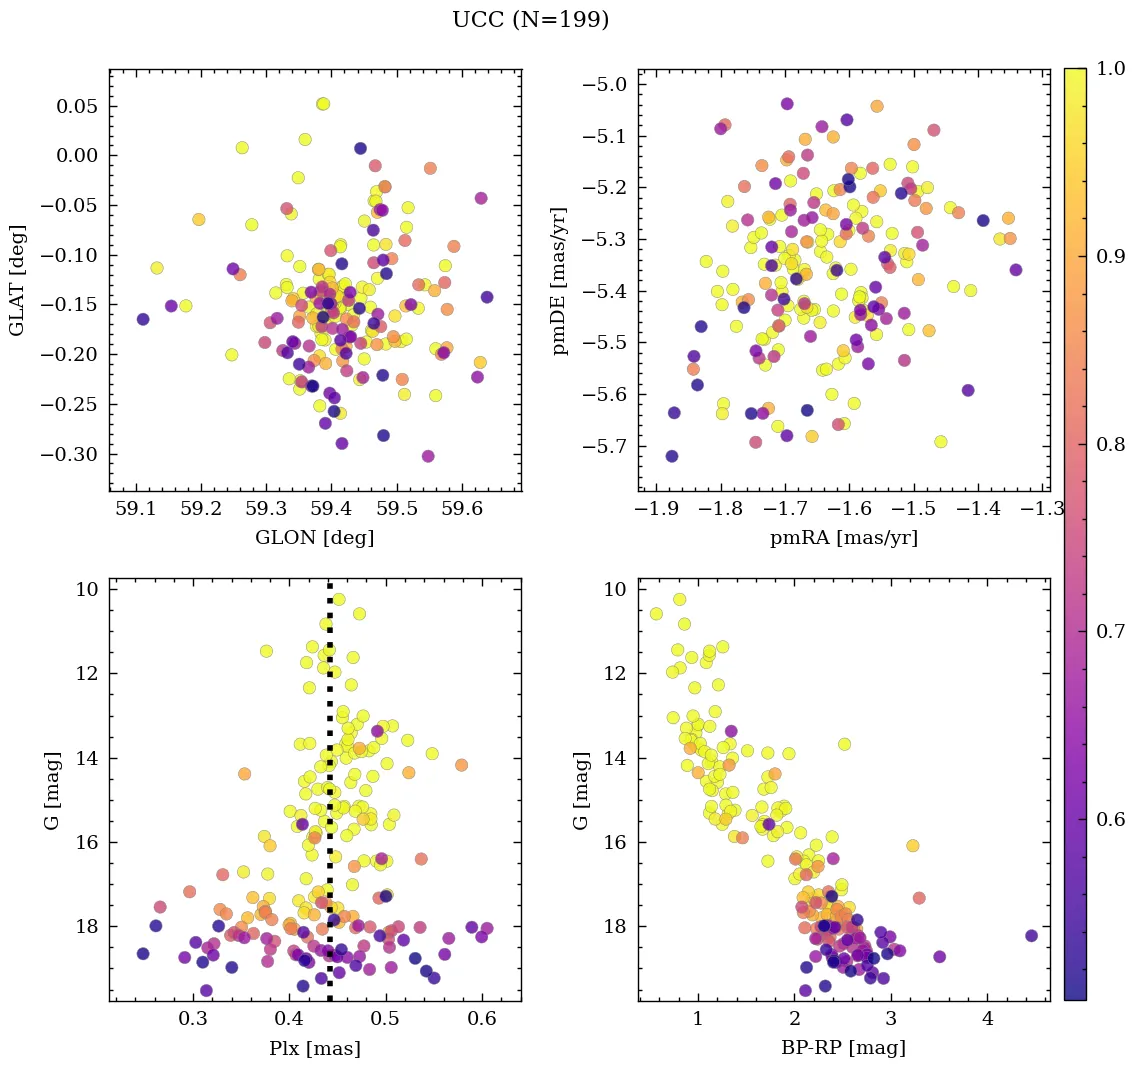 UCC (N=199)
0.05
0.00
−0.05
−0.10
−0.15
−0.20
−0.25
−0.30
GLAT [deg]
59.1 59.2 59.3 59.4 59.5 59.6
GLON [deg]
−5.0
−5.1
−5.2
−5.3
−5.4
−5.5
−5.6
−5.7
pmDE [mas/yr]
−1.9 −1.8 −1.7 −1.6 −1.5 −1.4 −1.3
pmRA [mas/yr]
1.0
0.9
0.8
0.7
0.6
10
12
14
16
18
G [mag]
0.3 0.4 0.5 0.6
Plx [mas]
10
12
14
16
18
G [mag]
1 2 3 4
BP-RP [mag]